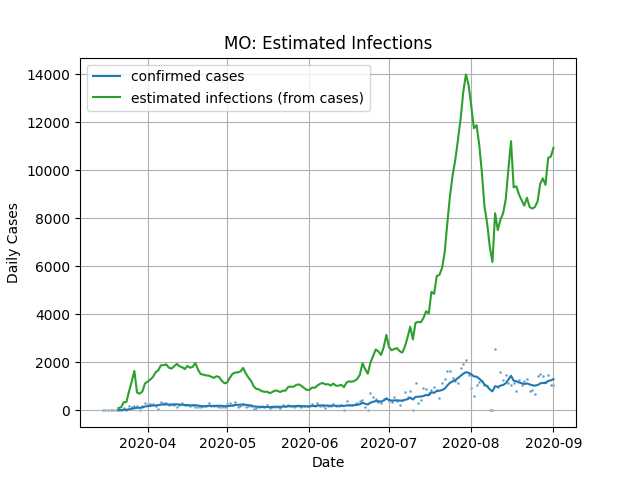 MO: Estimated Infections
confirmed cases
estimated infections (from cases)
14000
12000
10000
8000
6000
4000
2000
0
Daily Cases
2020-04 2020-05 2020-06 2020-07 2020-08 2020-09
Date